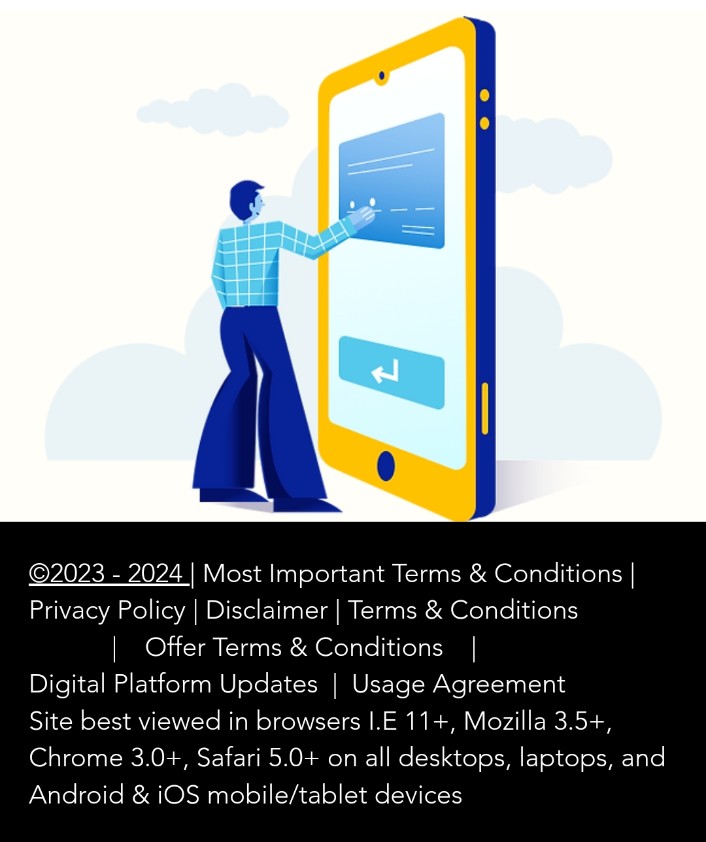 ©2023 - 2024 | Most Important Terms & Conditions |
Privacy Policy | Disclaimer | Terms & Conditions
| Offer Terms & Conditions |
Digital Platform Updates | Usage Agreement
Site best viewed in browsers I.E 11+, Mozilla 3.5+,
Chrome 3.0+, Safari 5.0+ on all desktops, laptops, and
Android & iOS mobile/tablet devices